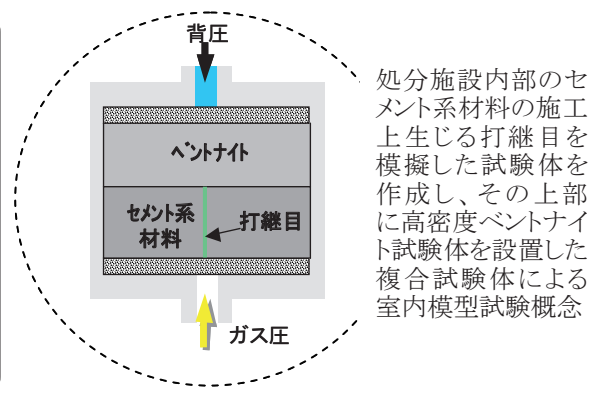 背圧
ベントナイト
セメント系
材料
打継目
ガス圧
処分施設内部のセ
メント系材料の施工
上生じる打継目を
模擬した試験体を
作成し、その上部
に高密度ベントナイ
ト試験体を設置した
複合試験体による
室内模型試験概念